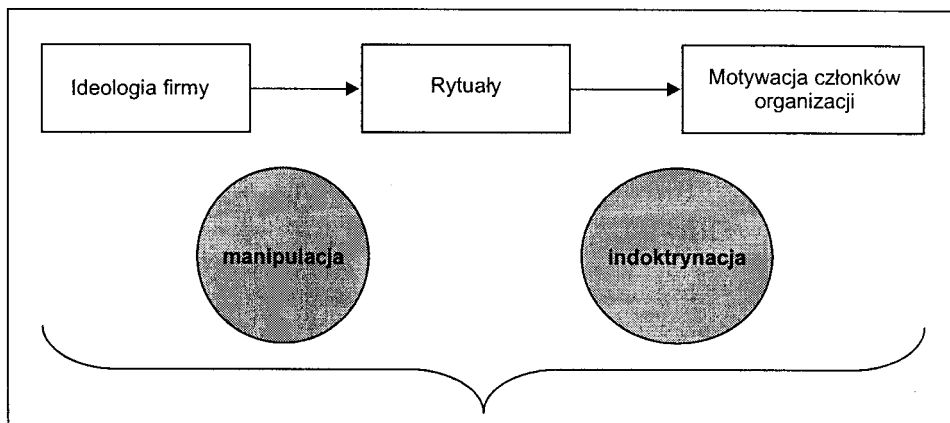 Ideologia firmy
Rytuały
Motywacja członków
organizacji
manipulacja
indoktrynacja